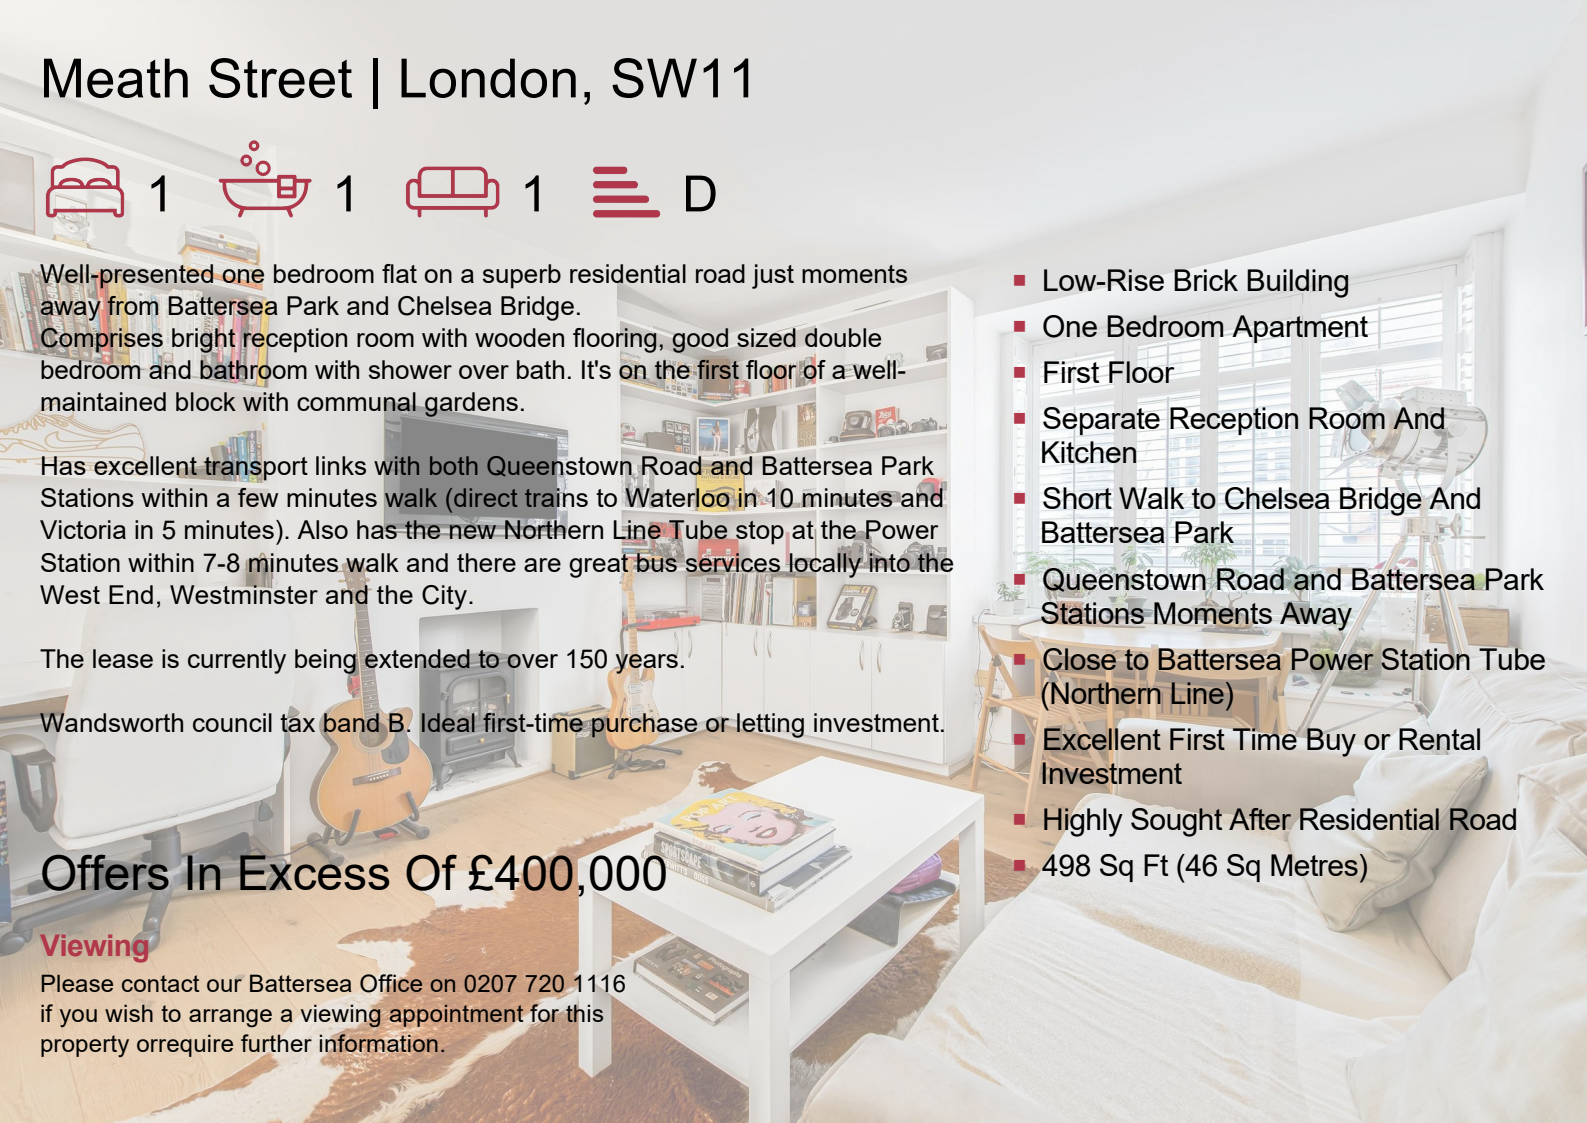 Meath Street | London, SW11
1 1 1 D
Well-presented one bedroom flat on a superb residential road just moments
away from Battersea Park and Chelsea Bridge.
Comprises bright reception room with wooden flooring, good sized double
bedroom and bathroom with shower over bath. It's on the first floor of a well-
maintained block with communal gardens.
Has excellent transport links with both Queenstown Road and Battersea Park
Stations within a few minutes walk (direct trains to Waterloo in 10 minutes and
Victoria in 5 minutes). Also has the new Northern Line Tube stop at the Power
Station within 7-8 minutes walk and there are great bus services locally into the
West End, Westminster and the City.
The lease is currently being extended to over 150 years.
Wandsworth council tax band B. Ideal first-time purchase or letting investment.
Offers In Excess Of £400,000
Viewing
Please contact our Battersea Office on 0207 720 1116
if you wish to arrange a viewing appointment for this
property orrequire further information.
Low-Rise Brick Building
One Bedroom Apartment
First Floor
Separate Reception Room And
Kitchen
Short Walk to Chelsea Bridge And
Battersea Park
Queenstown Road and Battersea Park
Stations Moments Away
Close to Battersea Power Station Tube
(Northern Line)
Excellent First Time Buy or Rental
Investment
Highly Sought After Residential Road
498 Sq Ft (46 Sq Metres)